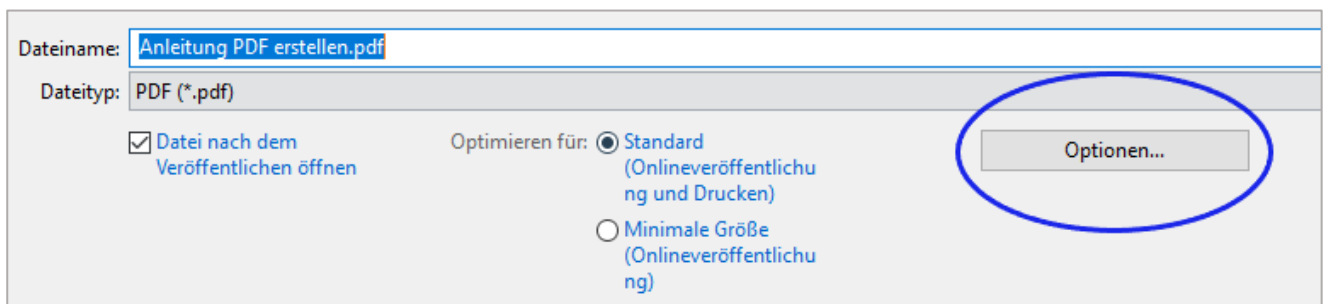 Dateiname: Anleitung PDF erstellen.pdf
Dateityp: PDF (*.pdf)
Datei nach dem
Veröffentlichen öffnen
Optimieren für:
Standard
(Onlineveröffentlichu
ng und Drucken)
Minimale Größe
(Onlineveröffentlichu
ng)
Optionen...